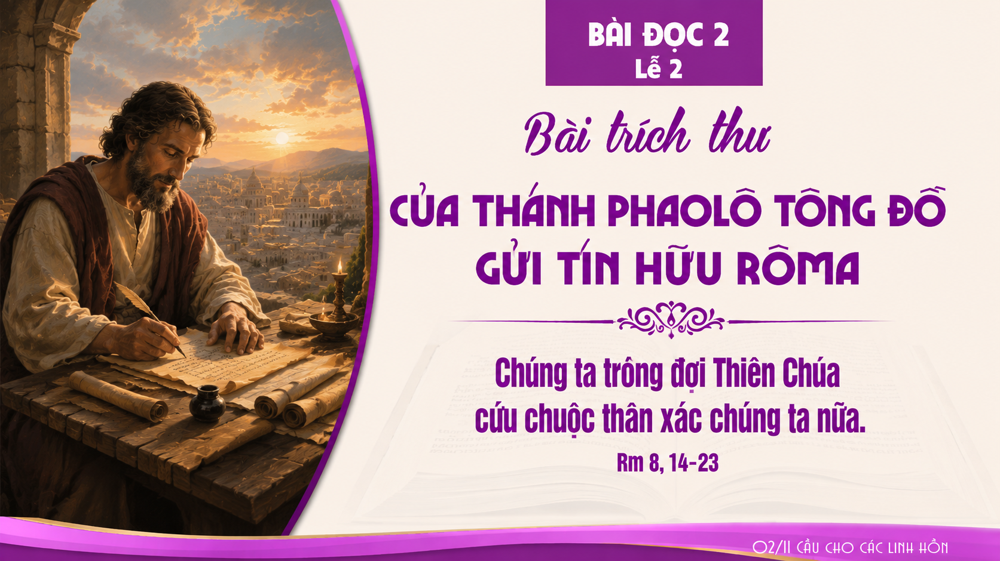 BÀI ĐỌC 2
Lễ 2
Bài trích thư
CỦA THÁNH PHAOLÔ TÔNG ĐỒ
GỬI TÍN HỮU RÔMA
Chúng ta trông đợi Thiên Chúa
cứu chuộc thân xác chúng ta nữa.
Rm 8, 14-23
02/11 CẦU CHO CÁC LINH HỒN